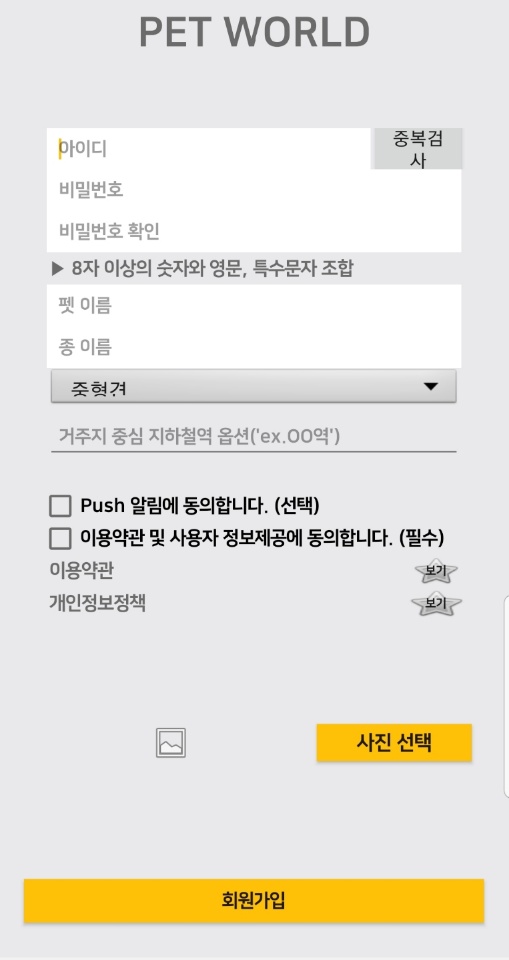 PET WORLD
아이디
중복검
사
비밀번호
비밀번호 확인
▶ 8자 이상의 숫자와 영문, 특수문자 조합
펫 이름
종 이름
중형견
거주지 중심 지하철역 옵션('ex.OO역')
Push 알림에 동의합니다. (선택)
이용약관 및 사용자 정보제공에 동의합니다. (필수)
이용약관
보기
개인정보정책
보기
사진 선택
회원가입